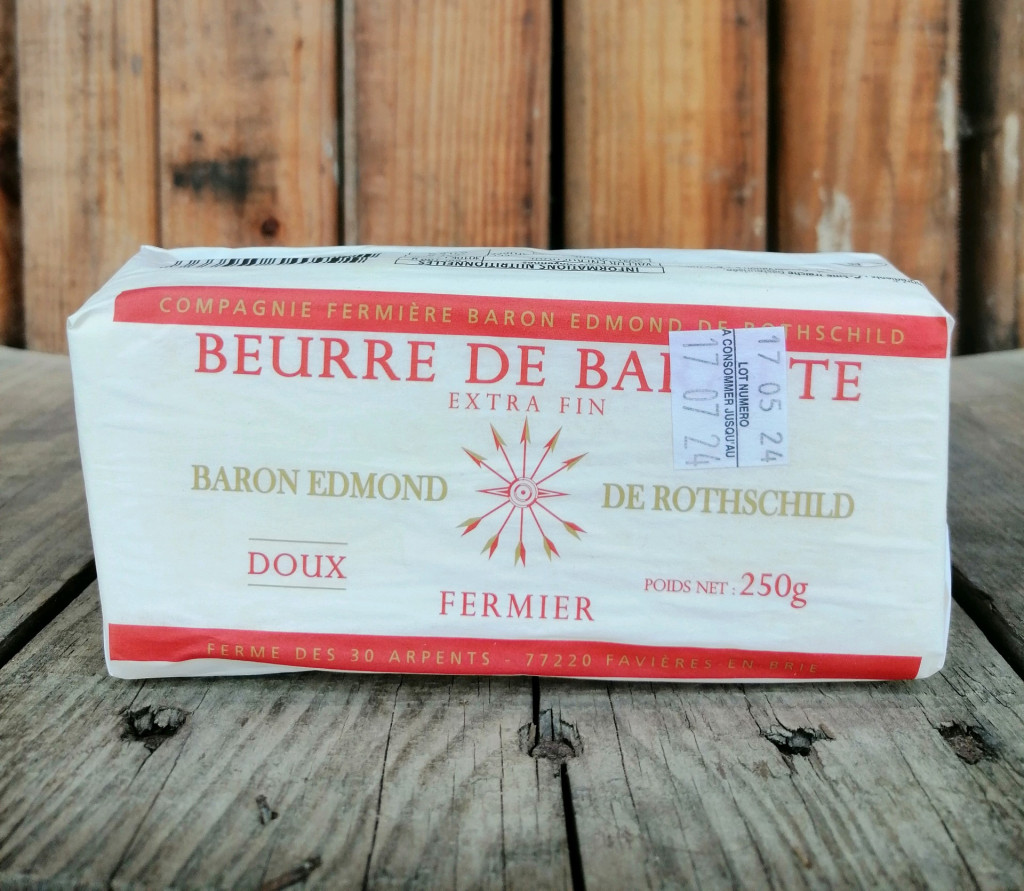 INFORMATIONS NUTRITIONNELLES
COMPAGNIE FERMIÈRE BARON EDMOND DE ROTHSCHILD
BEURRE DE
EXTRA FIN
LOT NUMERO
17 05 24
A CONSOMMER JUSQU'AU
17 07 24
BARON EDMOND DE ROTHSCHILD
DOUX
POIDS NET : 250g
FERMIER
FERME DES 30 ARPENTS - 77220 FAVIÈRES EN BRIE